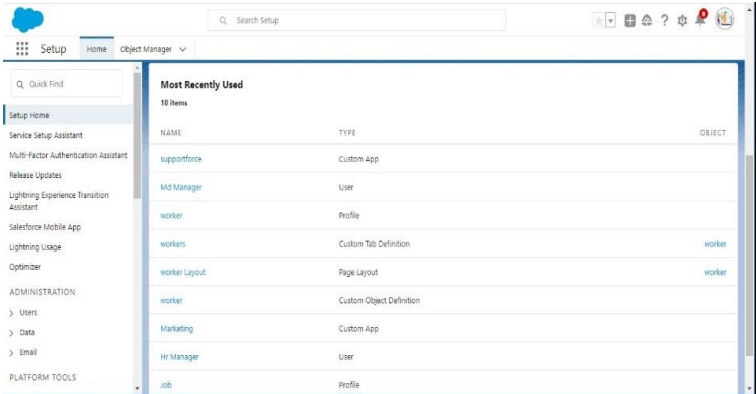 Search Setup
8
Setup Home Object Manager
Quick Find
Setup Home
Service Setup Assistant
Multi-Factor Authentication Assistant
Release Updates
Lightning Experience Transition
Assistant
Salesforce Mobile App
Lightning Usage
Optimizer
ADMINISTRATION
Users
Data
Email
PLATFORM TOOLS
Most Recently Used
10 items
NAME TYPE OBJECT
supportforce Custom App
Md Manager User
worker Profile
workers Custom Tab Definition worker
worker Layout Page Layout worker
worker Custom Object Definition
Marketing Custom App
Hr Manager User
Job Profile